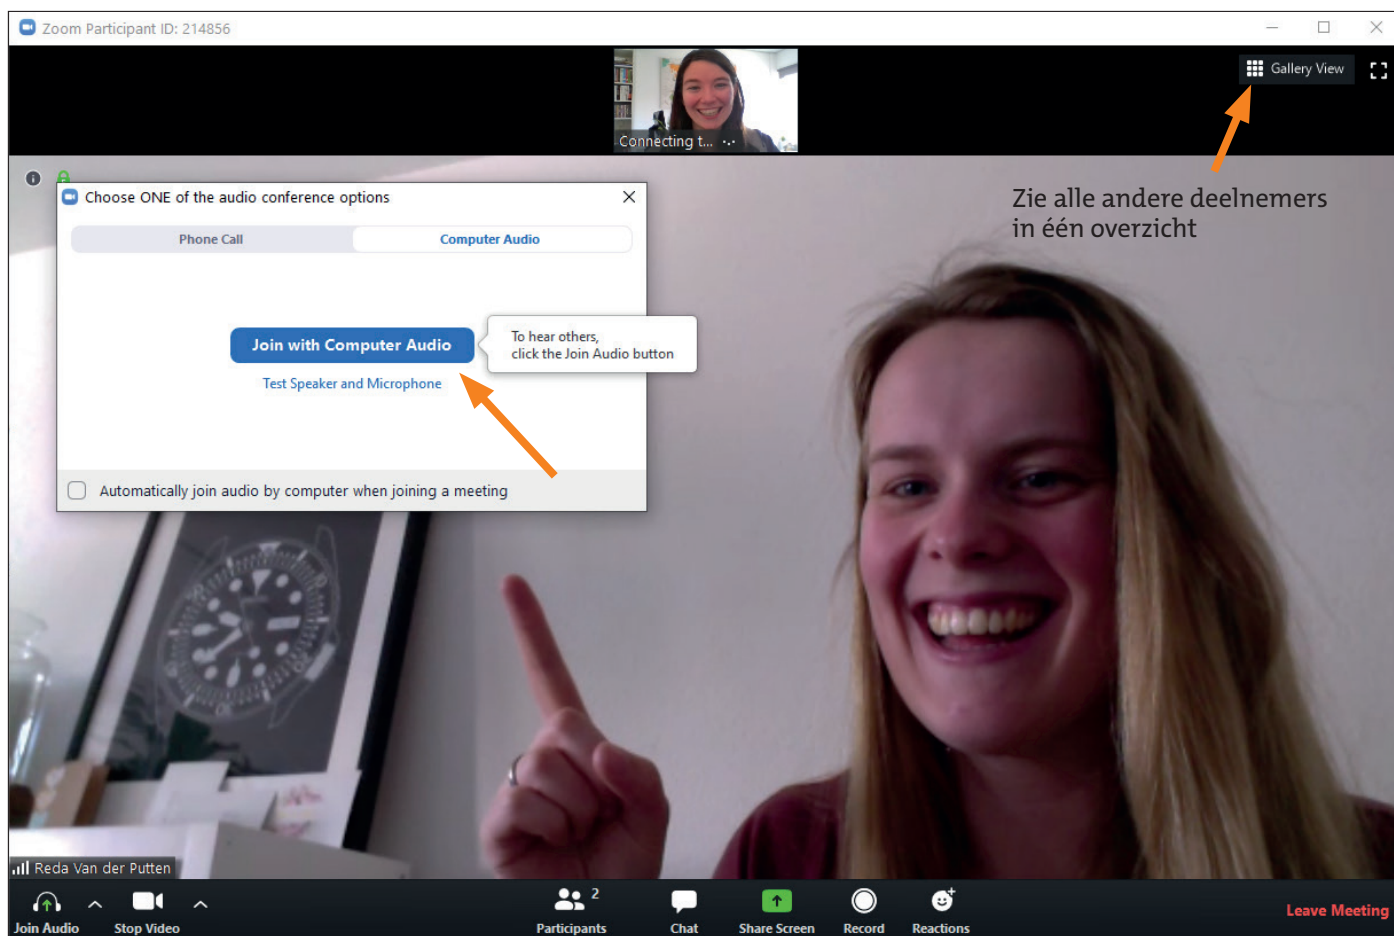 Zoom Participant ID: 214856
Gallery View
Connecting t...
Zie alle andere deelnemers
in één overzicht
Choose ONE of the audio conference options
Phone Call
Computer Audio
Join with Computer Audio
To hear others,
click the Join Audio button
Test Speaker and Microphone
Automatically join audio by computer when joining a meeting
Reda Van der Putten
Join Audio
Stop Video
Participants
2
Chat
Share Screen
Record
Reactions
Leave Meeting